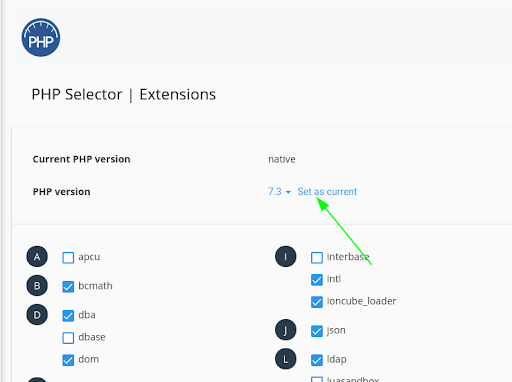 PHP
PHP Selector | Extensions
Current PHP version native
PHP version 7.3 Set as current
A apcu
B bcmath
D dba
dbase
dom
I interbase
intl
ioncube_loader
J json
L ldap
luasandbox